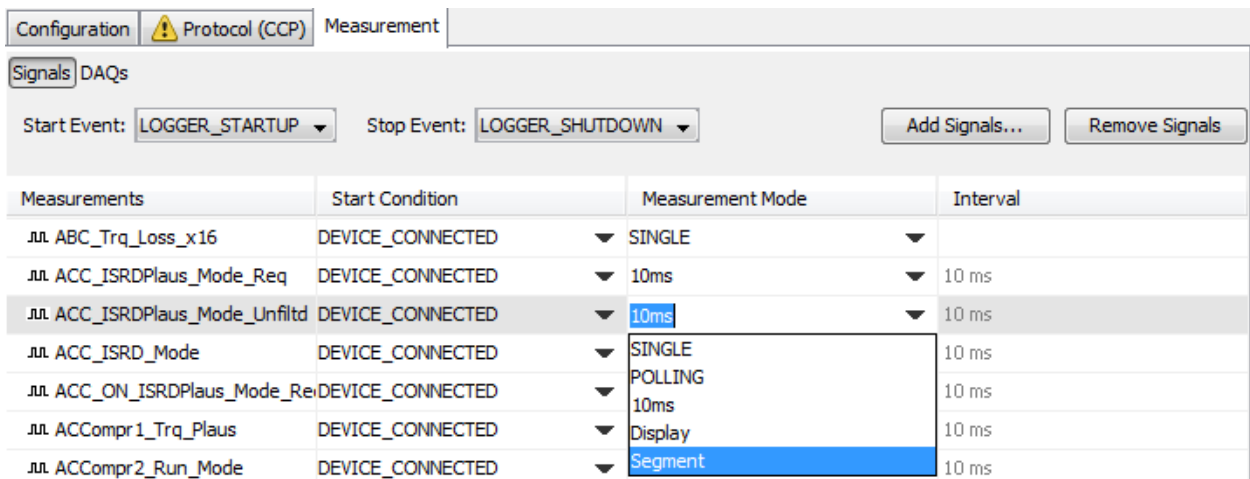 Configuration Protocol (CCP) Measurement
Signals DAQs
Start Event: LOGGER_STARTUP Stop Event: LOGGER_SHUTDOWN Add Signals... Remove Signals
Measurements Start Condition Measurement Mode Interval
ABC_Trq_Loss_x16 DEVICE_CONNECTED SINGLE
ACC_ISRDPlaus_Mode_Req DEVICE_CONNECTED 10ms 10 ms
ACC_ISRDPlaus_Mode_Unfiltd DEVICE_CONNECTED 10ms 10 ms
ACC_ISRD_Mode DEVICE_CONNECTED SINGLE 10 ms
POLLING
ACC_ON_ISRDPlaus_Mode_Re DEVICE_CONNECTED 10ms 10 ms
ACCompr1_Trq_Plaus DEVICE_CONNECTED Display 10 ms
ACCompr2_Run_Mode DEVICE_CONNECTED Segment 10 ms